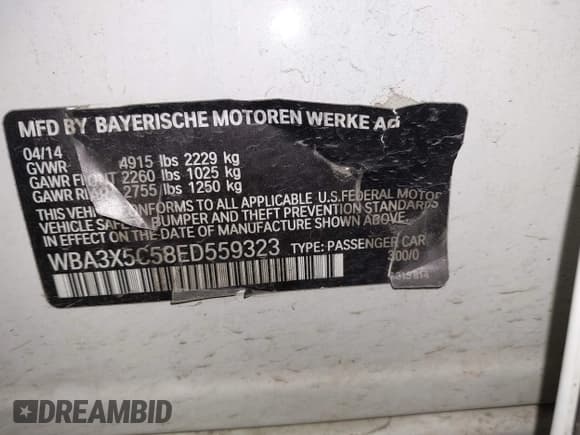 MFD BY BAYERISCHE MOTOREN WERKE AG
04/14
GVWR 4915 lbs 2229 kg
GAWR FRONT 2260 lbs 1025 kg
GAWR REAR 2755 lbs 1250 kg
THIS VEHICLE CONFORMS TO ALL APPLICABLE U.S.FEDERAL MOTOR
VEHICLE SAFETY, BUMPER AND THEFT PREVENTION STANDARDS
IN EFFECT ON THE DATE OF MANUFACTURE SHOWN ABOVE.
WBA3X5C58ED559323 TYPE: PASSENGER CAR
300/0
DREAMBID